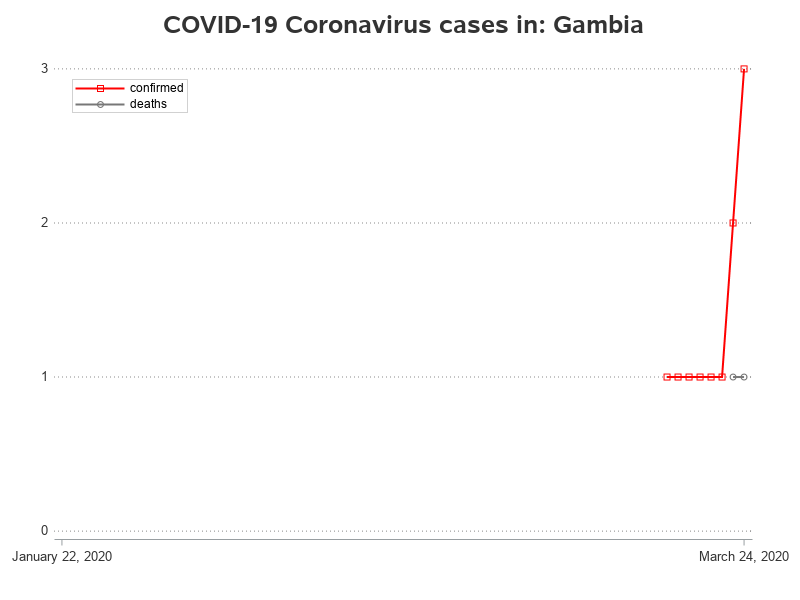 COVID-19 Coronavirus cases in: Gambia
3
confirmed
deaths
2
1
0
January 22, 2020
March 24, 2020